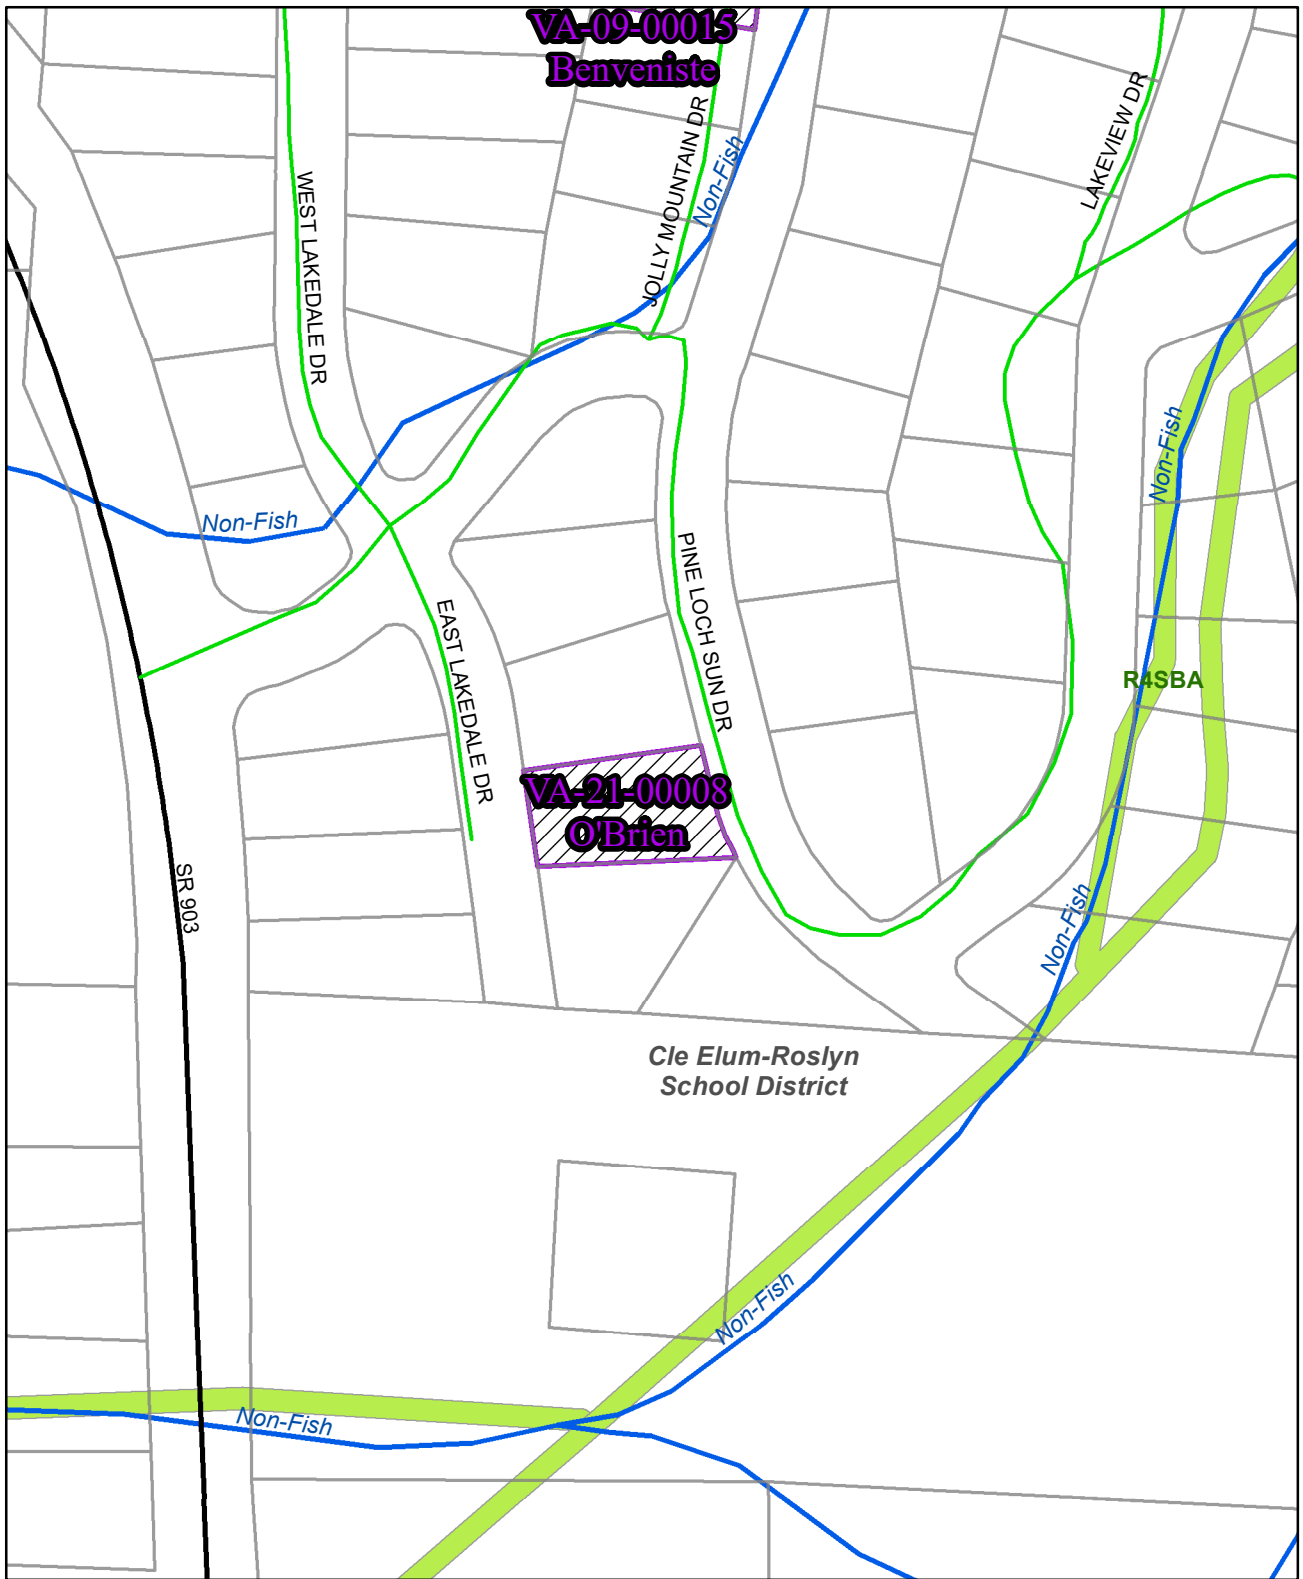 VA-09-00015
Benveniste
JOLLY MOUNTAIN DR
Non-Fish
LAKEVIEW DR
WEST LAKEDALE DR
Non-Fish
Non-Fish
PINE LOCH SUN DR
EAST LAKEDALE DR
R4SBA
VA-21-00008
O'Brien
SR 903
Non-Fish
Cle Elum-Roslyn
School District
Non-Fish
Non-Fish